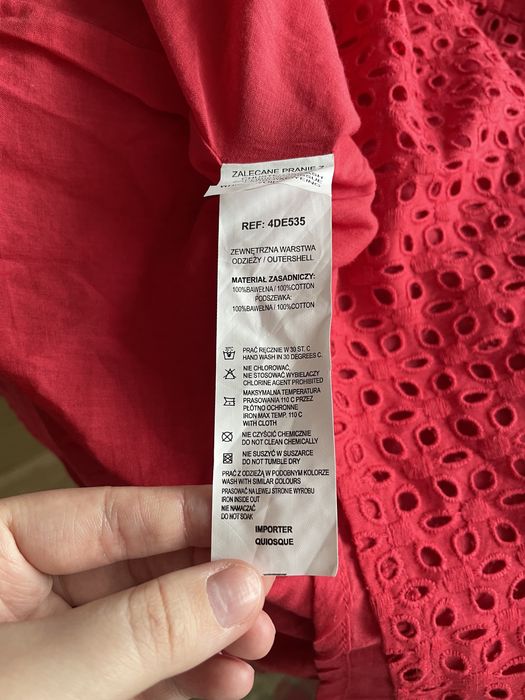 ZALECANE PRANIE
REF: 4DE535
ZEWNĘTRZNA WARSTWA
ODZIEŻY / OUTERSHELL
MATERIAŁ ZASADNICZY:
100%BAWEŁNA / 100%COTTON
PODSZEWKA:
100%BAWEŁNA / 100%COTTON
PRAĆ RĘCZNIE W 30 ST. C
HAND WASH IN 30 DEGREES C.
NIE CHLOROWAĆ,
NIE STOSOWAĆ WYBIELACZY
CHLORINE AGENT PROHIBITED
MAKSYMALNA TEMPERATURA
PRASOWANIA 110 C PRZEZ
PŁÓTNO OCHRONNE
IRON MAX TEMP. 110 C
WITH CLOTH
NIE CZYŚCIĆ CHEMICZNIE
DO NOT CLEAN CHEMICALLY
NIE SUSZYĆ W SUSZARCE
DO NOT TUMBLE DRY
PRAĆ Z ODZIEŻĄ W PODOBNYM KOLORZE
WASH WITH SIMILAR COLOURS
PRASOWAĆ NA LEWEJ STRONIE WYROBU
IRON INSIDE OUT
NIE NAMACZAĆ
DO NOT SOAK
IMPORTER
QUIOSQUE